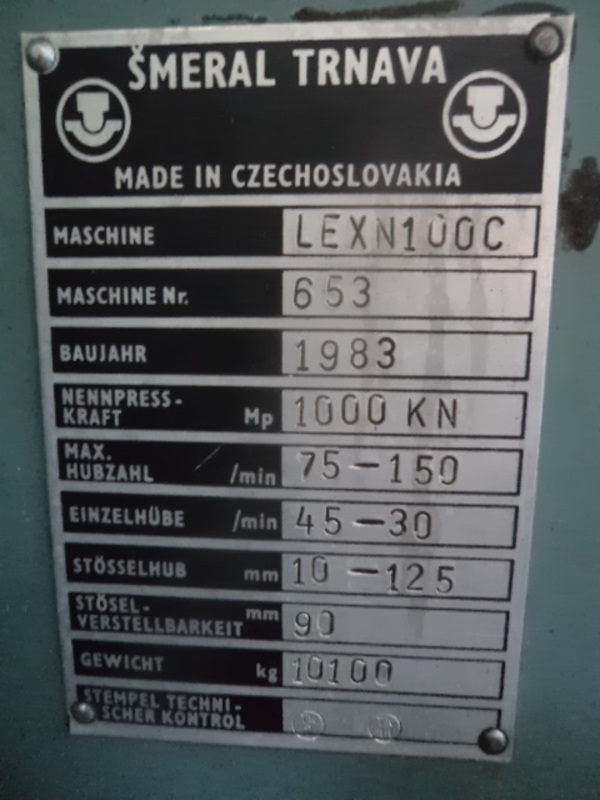 ŠMERAL TRNAVA
MADE IN CZECHOSLOVAKIA
MASCHINE LEXN100C
MASCHINE Nr. 653
BAUJAHR 1983
NENNPRESS-
KRAFT Mp 1000 KN
MAX.
HUBZAHL /min 75-150
EINZELHÜBE /min 45-30
STÖSSELHUB mm 10-125
STÖSEL-
VERSTELLBARKEIT mm 90
GEWICHT kg 10100
STEMPEL TECHNI-
SCHER KONTROL